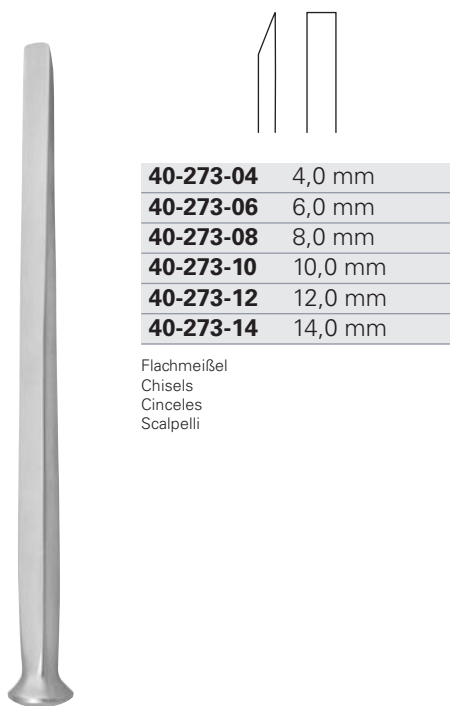 40-273-04 4,0 mm
40-273-06 6,0 mm
40-273-08 8,0 mm
40-273-10 10,0 mm
40-273-12 12,0 mm
40-273-14 14,0 mm
Flachmeißel
Chisels
Cinceles
Scalpelli